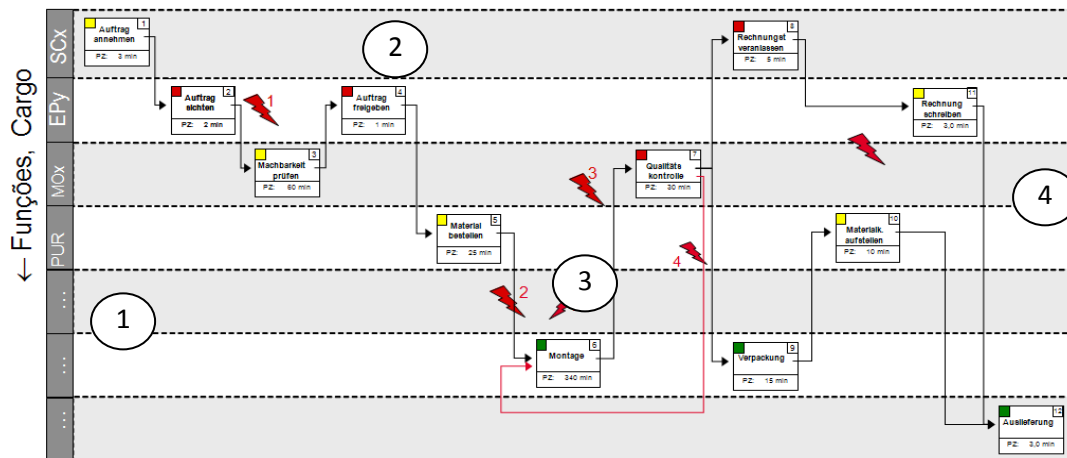 ← Funções, Cargo
SCx
EPy
MOx
PUR
...
...
...
1
Auftrag
annehmen
PZ: 3 min
2
Auftrag
sichten
PZ: 2 min
1
3
Machbarkeit
prüfen
PZ: 60 min
4
Auftrag
freigeben
PZ: 1 min
2
5
Material
bestellen
PZ: 25 min
2
3
6
Montage
PZ: 340 min
3
7
Qualitäts
kontrolle
PZ: 30 min
4
8
Rechnungst
veranlassen
PZ: 5 min
9
Verpackung
PZ: 15 min
10
Materialk.
aufstellen
PZ: 10 min
11
Rechnung
schreiben
PZ: 3,0 min
12
Auslieferung
PZ: 3,0 min
4
1